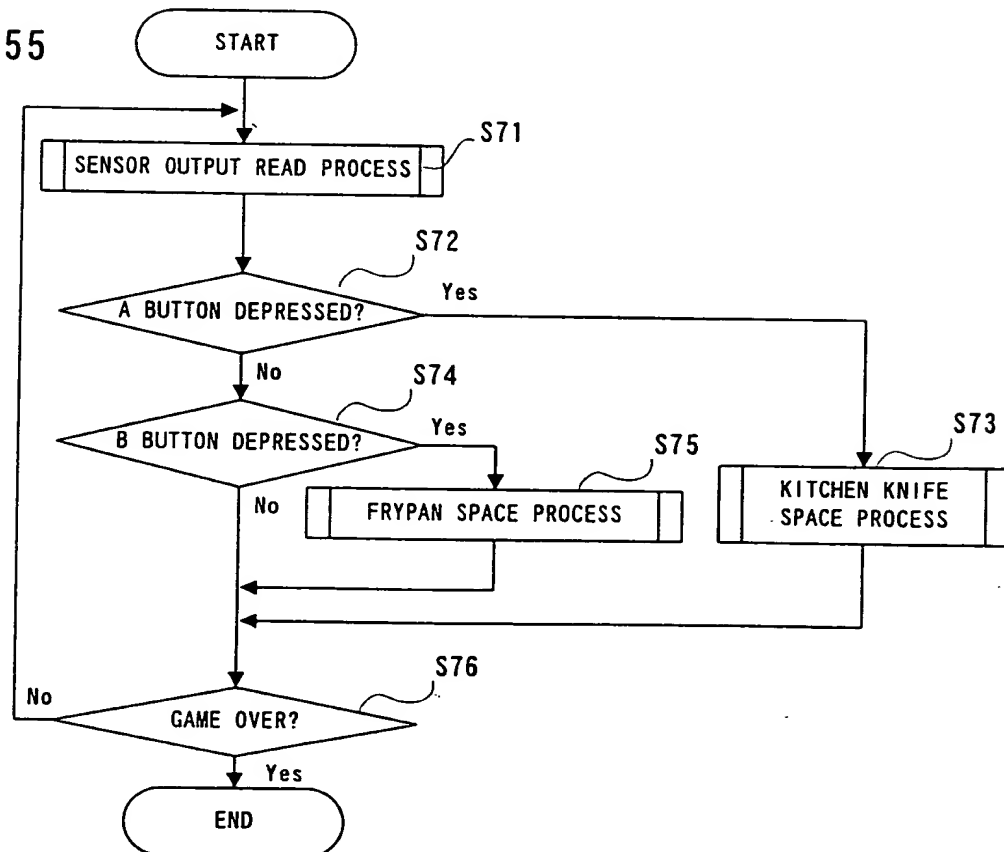 55
START
S71
SENSOR OUTPUT READ PROCESS
S72
A BUTTON DEPRESSED?
Yes
No
S74
B BUTTON DEPRESSED?
Yes
No
S75
FRYPAN SPACE PROCESS
S73
KITCHEN KNIFE
SPACE PROCESS
S76
No
GAME OVER?
Yes
END